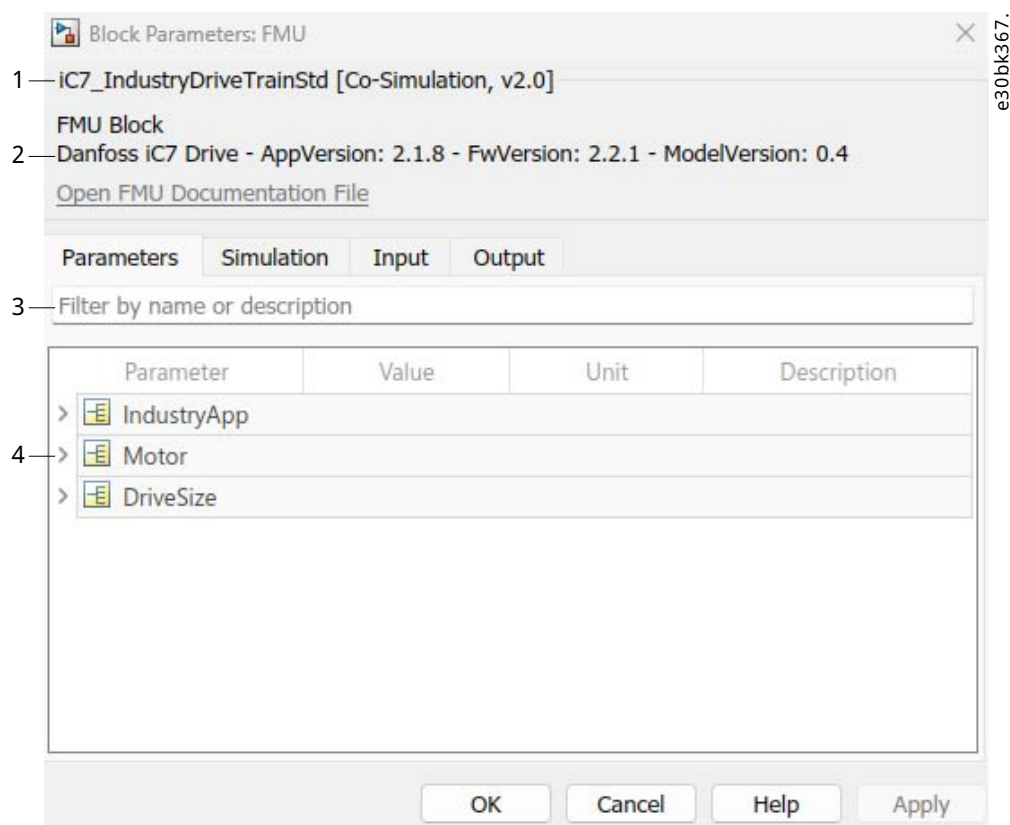 Block Parameters: FMU
e30bk367.
1
iC7_IndustryDriveTrainStd [Co-Simulation, v2.0]
FMU Block
2
Danfoss iC7 Drive - AppVersion: 2.1.8 - FwVersion: 2.2.1 - ModelVersion: 0.4
Open FMU Documentation File
Parameters Simulation Input Output
3
Filter by name or description
Parameter Value Unit Description
IndustryApp
4
Motor
DriveSize
OK Cancel Help Apply